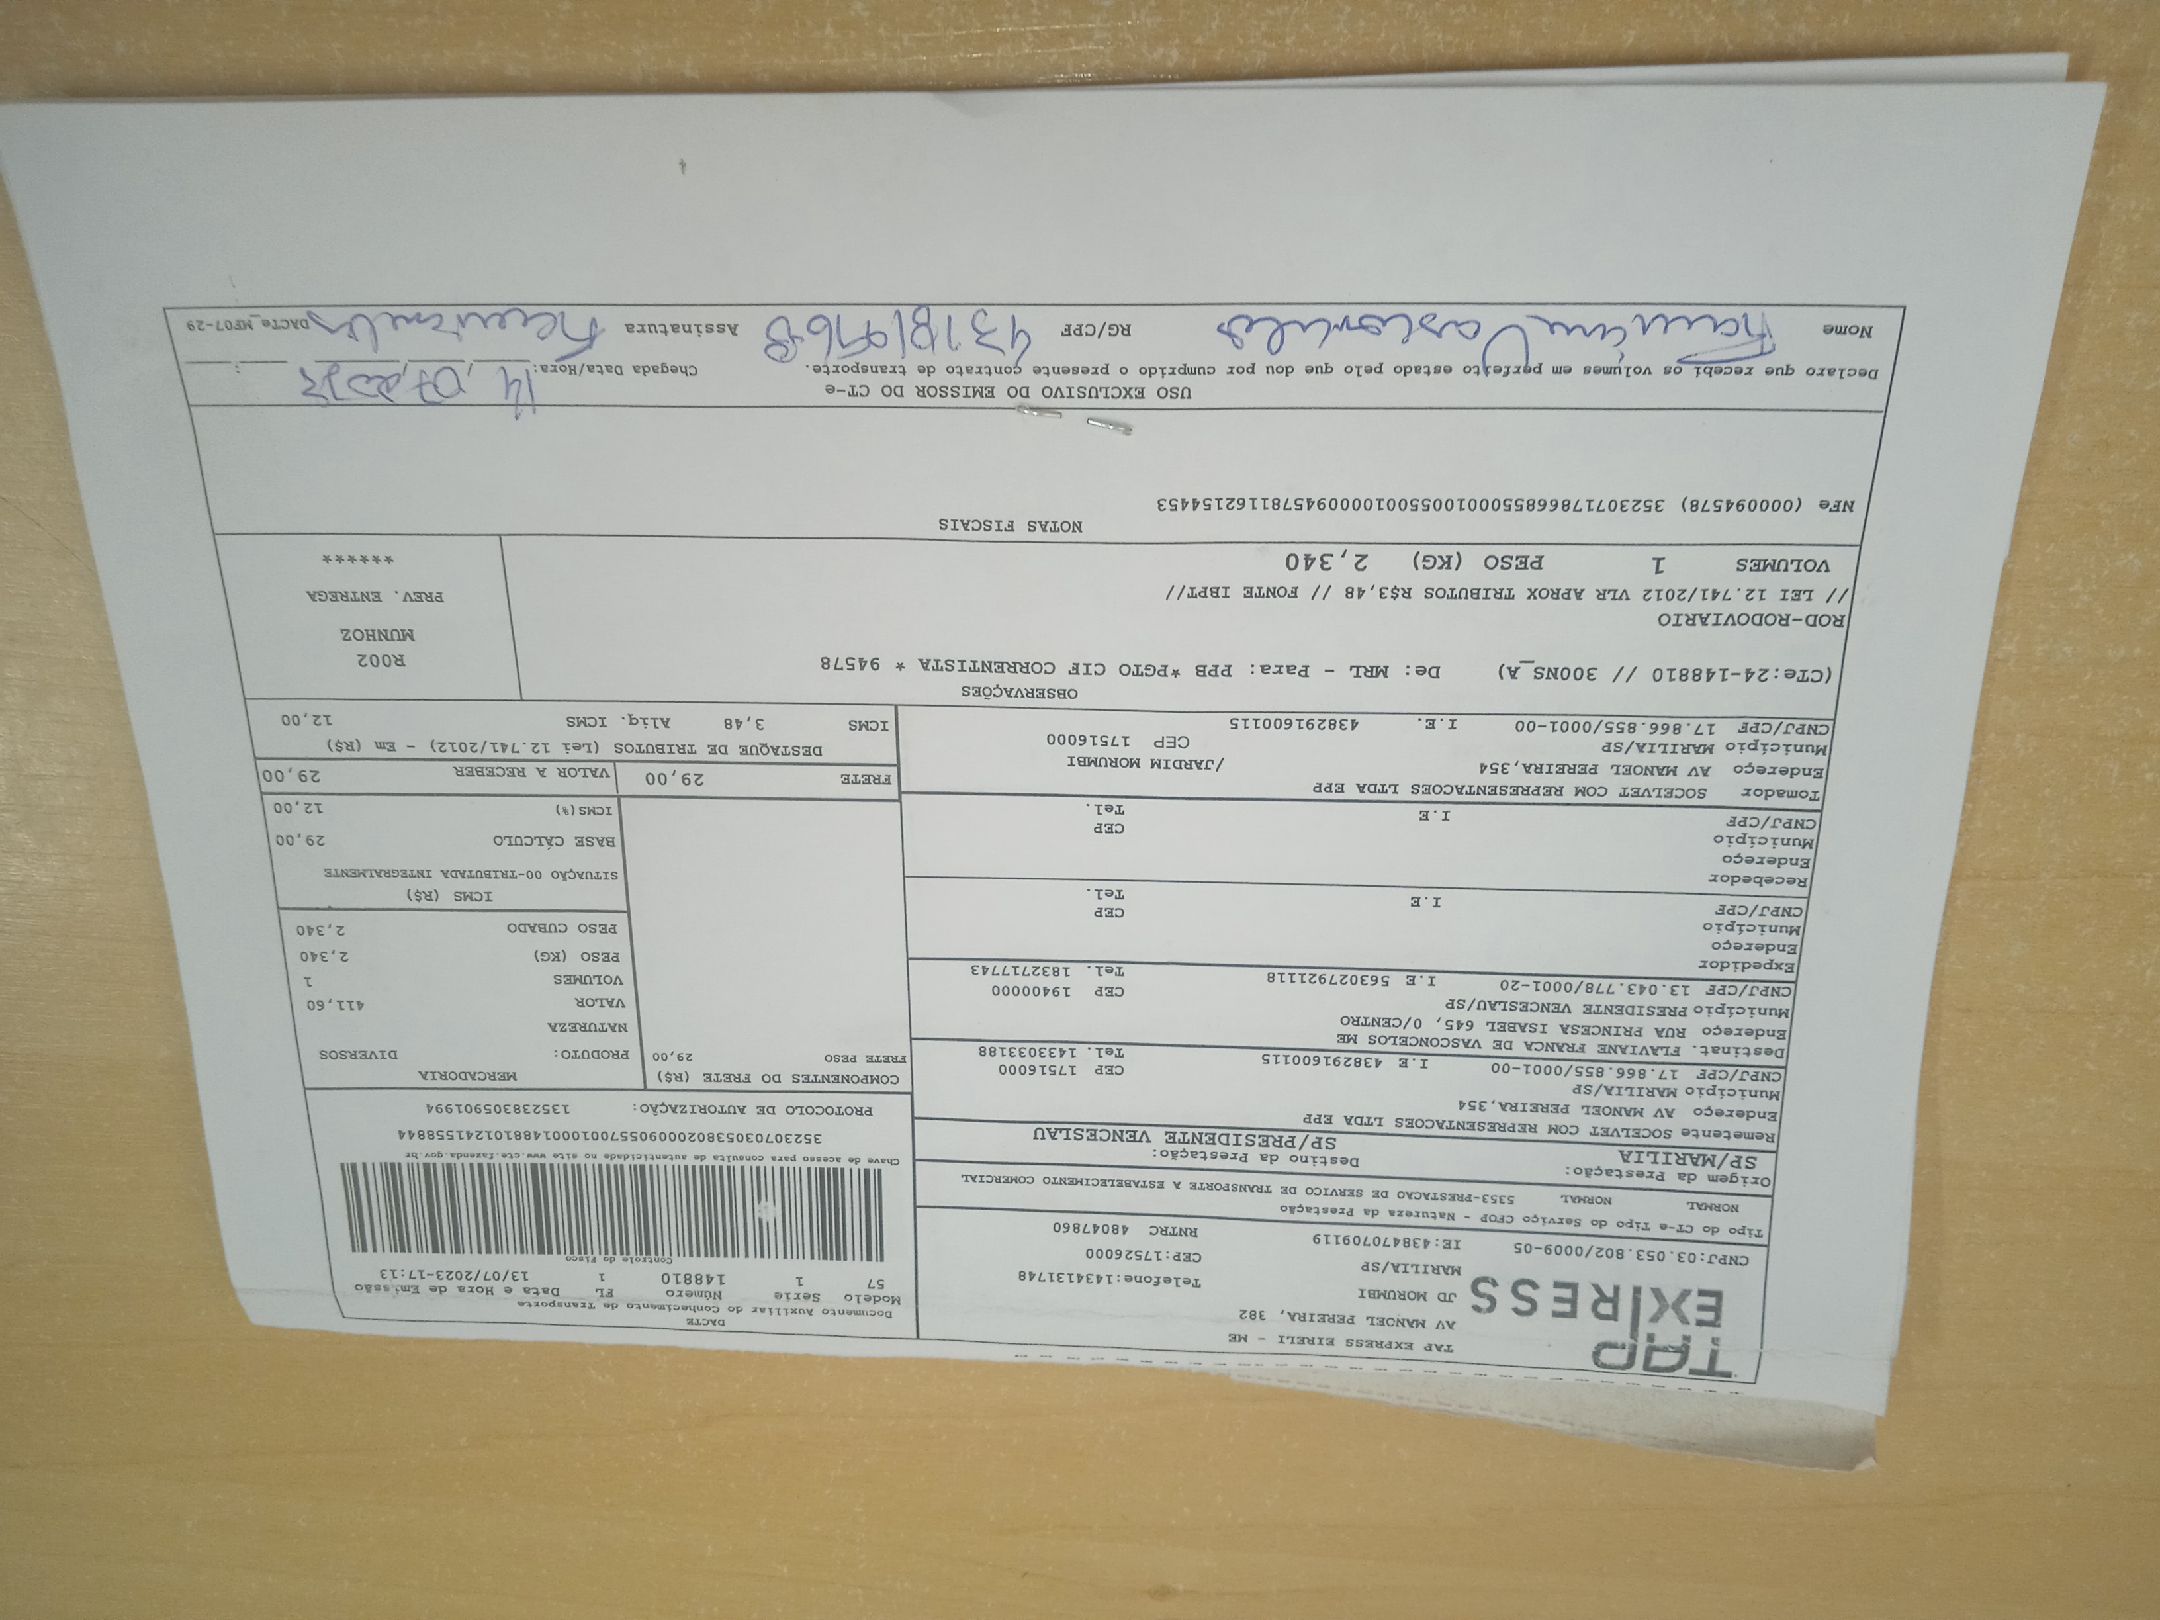 TAP
EXPRESS
TAP EXPRESS EIRELI - ME
AV MANOEL PEREIRA, 382
JD MORUMBI
Telefone:1434131748
MARILIA/SP
CEP:17526000
CNPJ:03.053.802/0009-05 IE:438470709119 RNTRC 48047860
DACTE
Documento Auxiliar do Conhecimento de Transporte
Modelo Serie Número FL Data e Hora de Emissão
57 1 148810 1 13/07/2023-17:13
Controle do Fisco
Chave de acesso para consulta de autenticidade no site www.cte.fazenda.gov.br
35230703053802000905570010001488101241558844
PROTOCOLO DE AUTORIZAÇÃO: 135238305901994
Tipo do CT-e Tipo do Serviço CFOP - Natureza da Prestação
NORMAL NORMAL 5353-PRESTACAO DE SERVICO DE TRANSPORTE A ESTABELECIMENTO COMERCIAL
Origem da Prestação: Destino da Prestação:
SP/MARILIA SP/PRESIDENTE VENCESLAU
Remetente SOCELVET COM REPRESENTACOES LTDA EPP
Endereço AV MANOEL PEREIRA,354
Município MARILIA/SP CEP 17516000
CNPJ/CPF 17.866.855/0001-00 I.E 438291600115 Tel. 1433033188
Destinat. FLAVIANE FRANCA DE VASCONCELOS ME
Endereço RUA PRINCESA ISABEL 645, 0/CENTRO
Município PRESIDENTE VENCESLAU/SP CEP 19400000
CNPJ/CPF 13.043.778/0001-20 I.E 563027921118 Tel. 1832717743
Expedidor
Endereço
Município CEP
CNPJ/CPF I.E Tel.
Recebedor
Endereço
Município CEP
CNPJ/CPF I.E Tel.
Tomador SOCELVET COM REPRESENTACOES LTDA EPP
Endereço AV MANOEL PEREIRA,354 /JARDIM MORUMBI
Município MARILIA/SP CEP 17516000
CNPJ/CPF 17.866.855/0001-00 I.E. 438291600115
COMPONENTES DO FRETE (R$)
FRETE PESO 29,00
MERCADORIA
PRODUTO: DIVERSOS
NATUREZA
VALOR 411,60
VOLUMES 1
PESO (KG) 2,340
PESO CUBADO 2,340
ICMS (R$)
SITUAÇÃO 00-TRIBUTADA INTEGRALMENTE
BASE CÁLCULO 29,00
ICMS(%) 12,00
FRETE 29,00 VALOR A RECEBER 29,00
DESTAQUE DE TRIBUTOS (Lei 12.741/2012) - Em (R$)
ICMS 3,48 Aliq. ICMS 12,00
OBSERVAÇÕES
(CTe:24-148810 // 300NS_A) De: MRL - Para: PPB *PGTO CIF CORRENTISTA * 94578
ROD-RODOVIARIO
// LEI 12.741/2012 VLR APROX TRIBUTOS R$3,48 // FONTE IBPT//
VOLUMES 1 PESO (KG) 2,340
R002
MUNHOZ
PREV. ENTREGA
******
NOTAS FISCAIS
NFe (000094578) 35230717866855000100550010000945781162154453
USO EXCLUSIVO DO EMISSOR DO CT-e
Declaro que recebi os volumes em perfeito estado pelo que dou por cumprido o presente contrato de transporte. Chegada Data/Hora: 14, 07, 2023 :
Nome Vasconcelos RG/CPF Assinatura DACTe_MF07-29